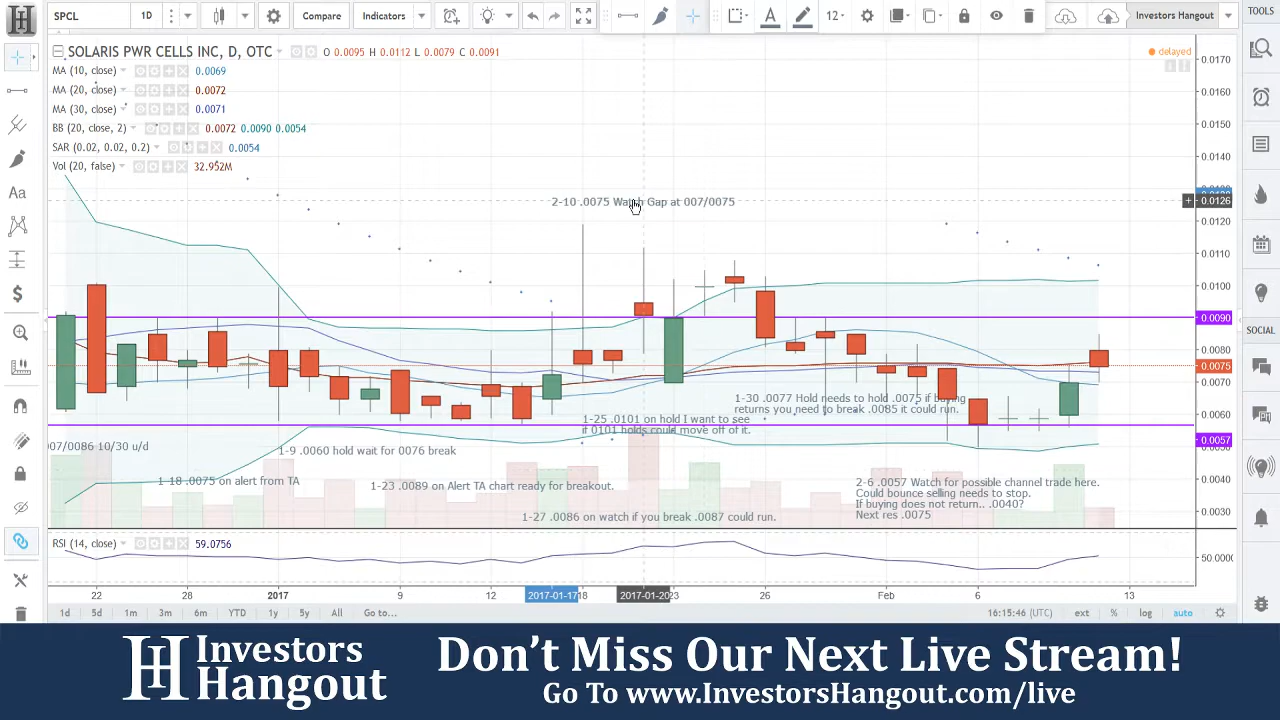 SPCL 1D Compare Indicators 12 Investors Hangout TOOLS
SOLARIS PWR CELLS INC, D, OTC O 0.0095 H 0.0112 L 0.0079 C 0.0091
delayed
MA (10, close) 0.0069
MA (20, close) 0.0072
MA (30, close) 0.0071
BB (20, close, 2) 0.0072 0.0090 0.0054
SAR (0.02, 0.02, 0.2) 0.0054
Vol (20, false) 32.952M
0.0170
0.0160
0.0150
0.0140
0.0126
0.0120
0.0110
0.0100
0.0090
0.0080
0.0075
0.0070
0.0060
0.0057
0.0040
0.0030
2-10 .0075 Watch Gap at 007/0075
1-30 .0077 Hold needs to hold .0075 if buying
returns you need to break .0085 it could run.
1-25 .0101 on hold I want to see
if 0101 holds could move off of it.
007/0086 10/30 u/d
1-9 .0060 hold wait for 0076 break
1-18 .0075 on alert from TA
1-23 .0089 on Alert TA chart ready for breakout.
2-6 .0057 Watch for possible channel trade here.
Could bounce selling needs to stop.
If buying does not return.. .0040?
Next res .0075
1-27 .0086 on watch if you break .0087 could run.
RSI (14, close) 59.0756
50.0000
22 28 2017 9 12 2017-01-17 18 2017-01-20 23 26 Feb 6 13
1d 5d 1m 3m 6m YTD 1y 5y All Go to... 16:15:46 (UTC) ext % log auto
SOCIAL
Aa
IH Investors Hangout
Don't Miss Our Next Live Stream!
Go To www.InvestorsHangout.com/live